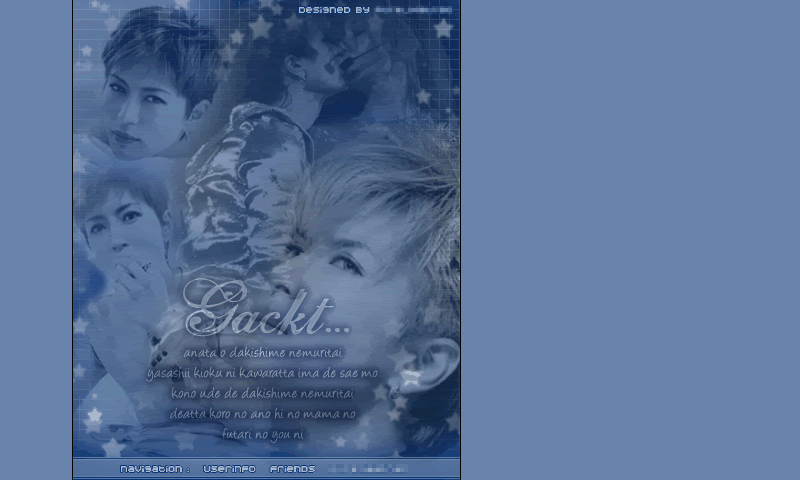 Designed by
Gackt...
anata o dakishime nemuritai
yasashii kioku ni kawaratta ima de sae mo
kono ude de dakishime nemuritai
deatta koro no ano hi no mama no
futari no you ni
navigation : userinfo friends